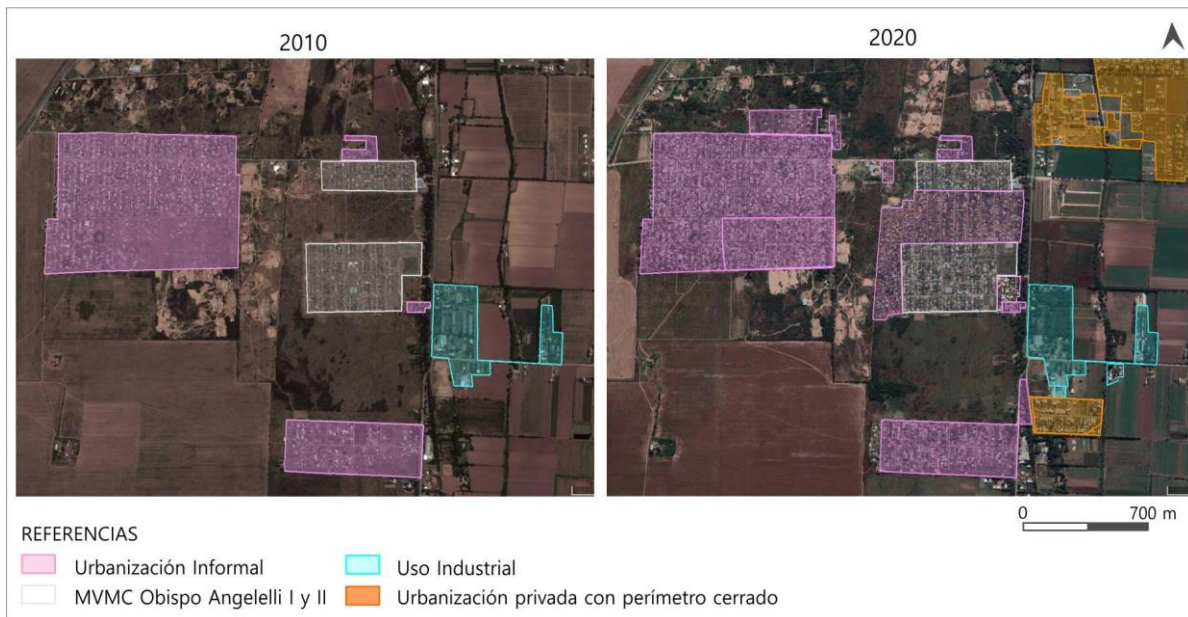 2010
2020
0 700 m
REFERENCIAS
Urbanización Informal
Uso Industrial
MVMC Obispo Angelelli I y II
Urbanización privada con perímetro cerrado